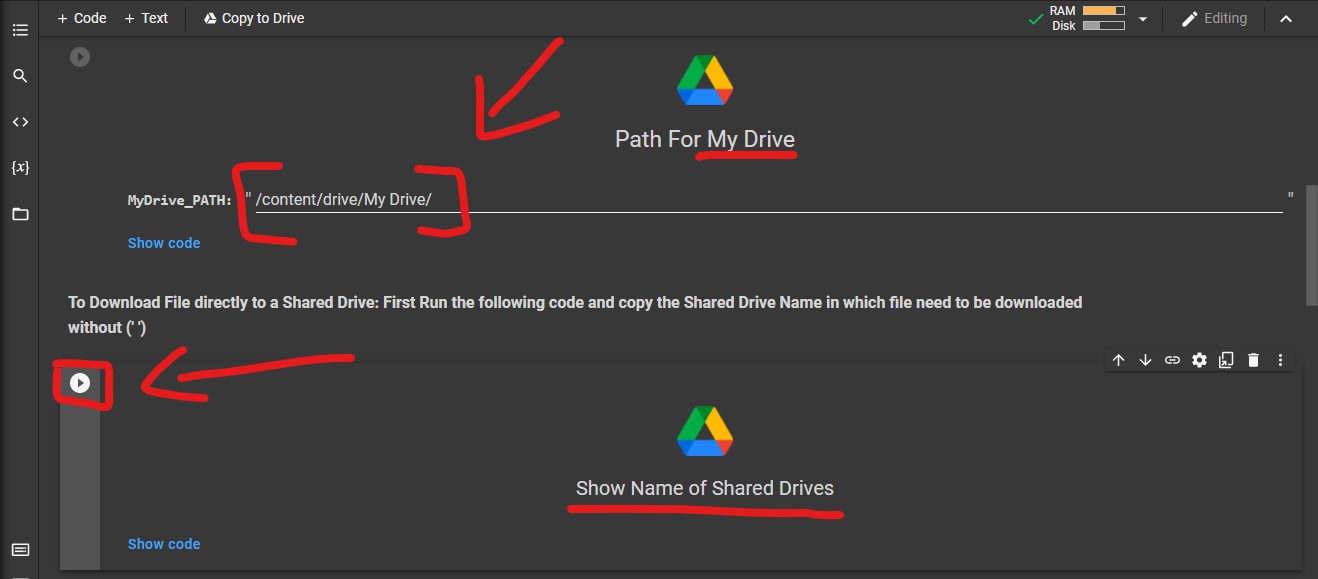 + Code + Text Copy to Drive RAM Disk Editing
Path For My Drive
MyDrive_PATH: "/content/drive/My Drive/ "
Show code
To Download File directly to a Shared Drive: First Run the following code and copy the Shared Drive Name in which file need to be downloaded
without (' ')
Show Name of Shared Drives
Show code
{x}